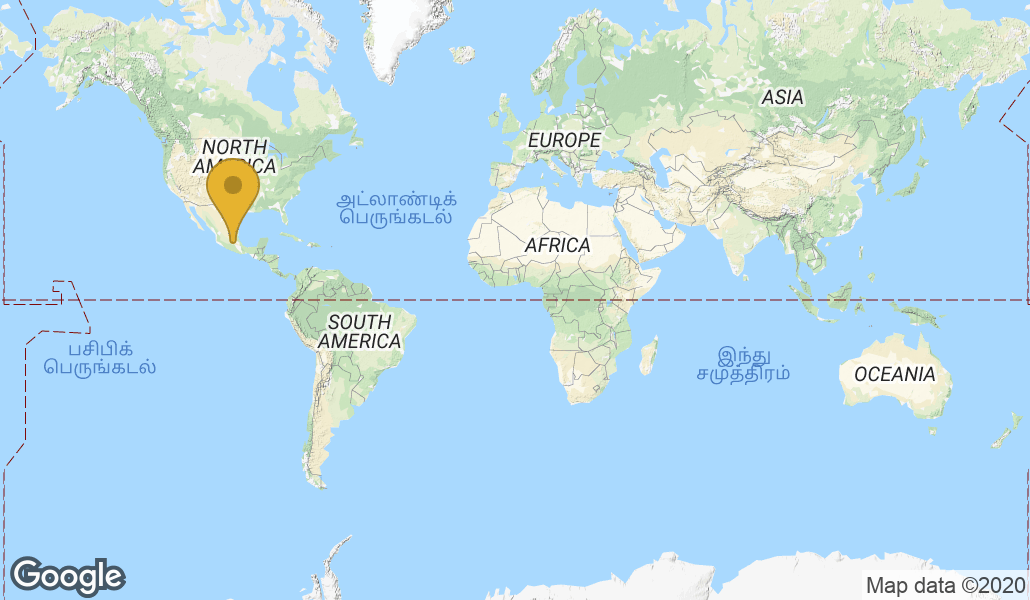 ASIA
EUROPE
NORTH
AMERICA
அட்லாண்டிக்
பெருங்கடல்
AFRICA
SOUTH
AMERICA
பசிபிக்
பெருங்கடல்
இந்து
சமுத்திரம்
OCEANIA
Google
Map data ©2020